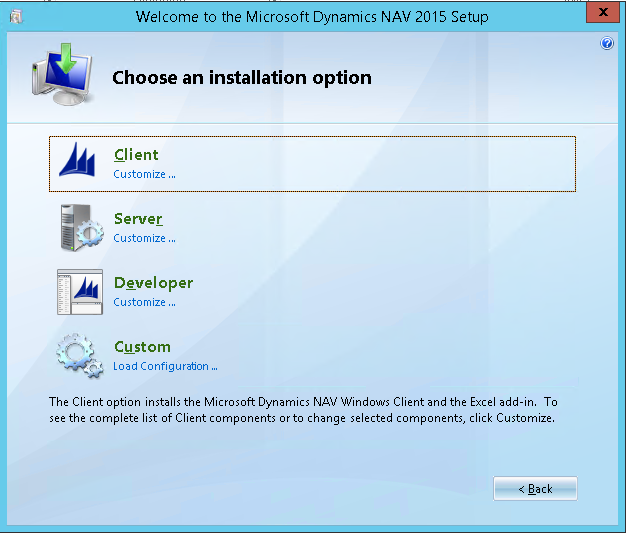 Welcome to the Microsoft Dynamics NAV 2015 Setup
x
?
Choose an installation option
Client
Customize ...
Server
Customize ...
Developer
Customize ...
Custom
Load Configuration ...
The Client option installs the Microsoft Dynamics NAV Windows Client and the Excel add-in. To
see the complete list of Client components or to change selected components, click Customize.
< Back